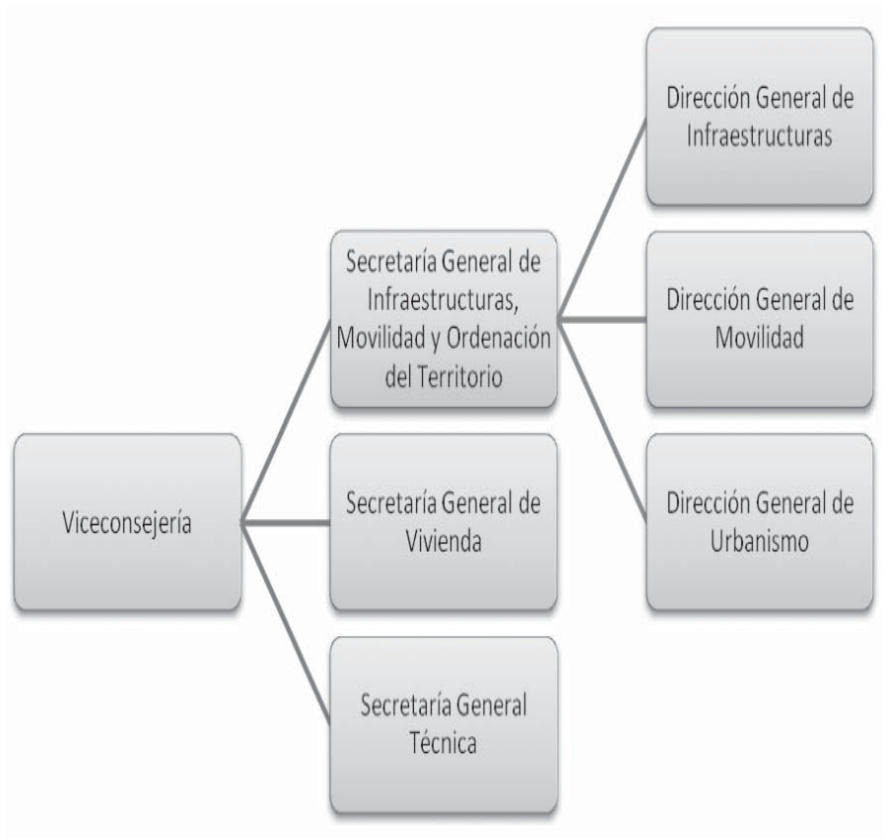 Viceconsejería
Secretaría General de
Infraestructuras,
Movilidad y Ordenación
del Territorio
Secretaría General de
Vivienda
Secretaría General
Técnica
Dirección General de
Infraestructuras
Dirección General de
Movilidad
Dirección General de
Urbanismo